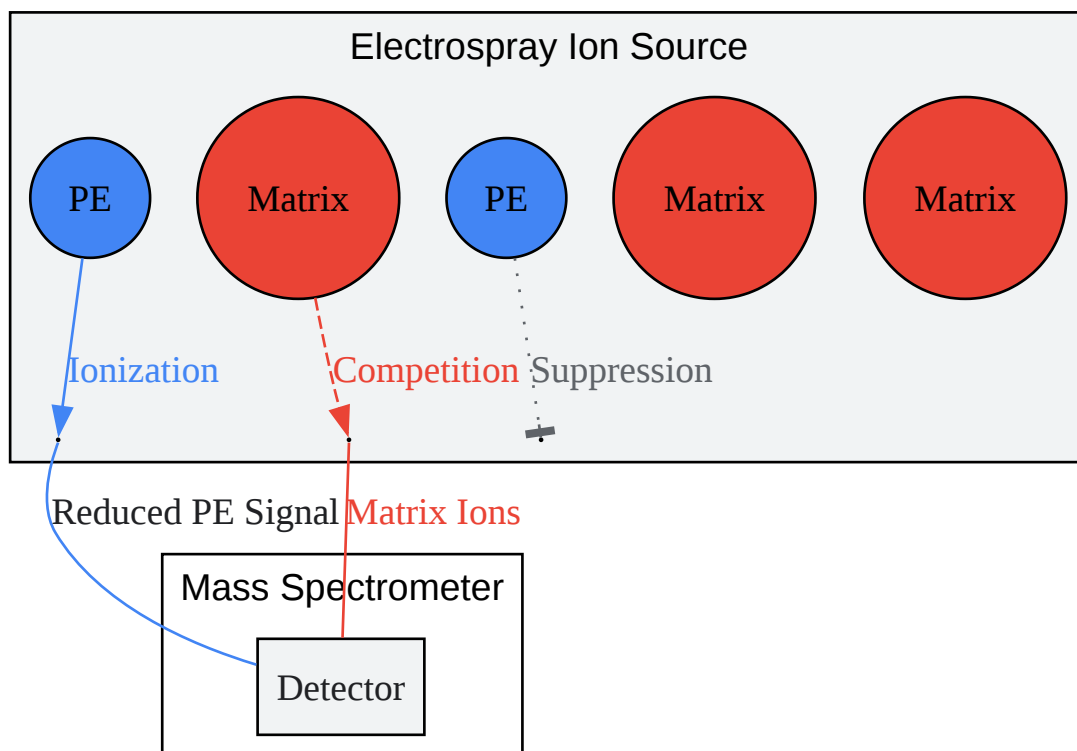 Electrospray Ion Source
PE
Matrix
PE
Matrix
Matrix
Ionization
Competition
Suppression
Reduced PE Signal
Matrix Ions
Mass Spectrometer
Detector